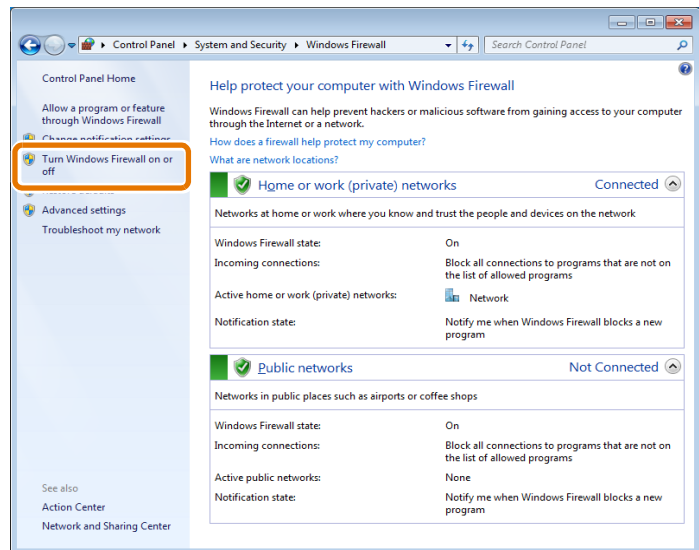 Control Panel ▸ System and Security ▸ Windows Firewall
Search Control Panel
Control Panel Home
Allow a program or feature
through Windows Firewall
Change notification settings
Turn Windows Firewall on or
off
Advanced settings
Troubleshoot my network
See also
Action Center
Network and Sharing Center
Help protect your computer with Windows Firewall
Windows Firewall can help prevent hackers or malicious software from gaining access to your computer
through the Internet or a network.
How does a firewall help protect my computer?
What are network locations?
Home or work (private) networks Connected
Networks at home or work where you know and trust the people and devices on the network
Windows Firewall state: On
Incoming connections: Block all connections to programs that are not on
the list of allowed programs
Active home or work (private) networks: Network
Notification state: Notify me when Windows Firewall blocks a new
program
Public networks Not Connected
Networks in public places such as airports or coffee shops
Windows Firewall state: On
Incoming connections: Block all connections to programs that are not on
the list of allowed programs
Active public networks: None
Notification state: Notify me when Windows Firewall blocks a new
program